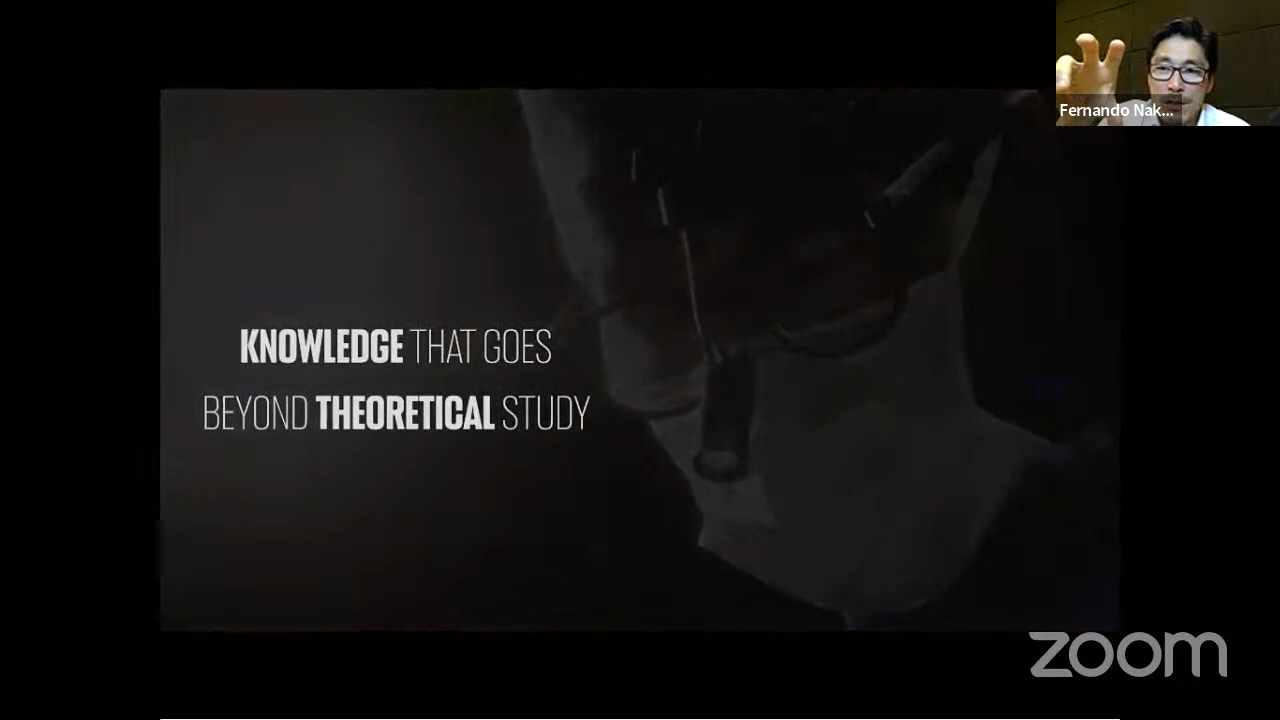 Fernando Nak...
KNOWLEDGE THAT GOES
BEYOND THEORETICAL STUDY
zoom